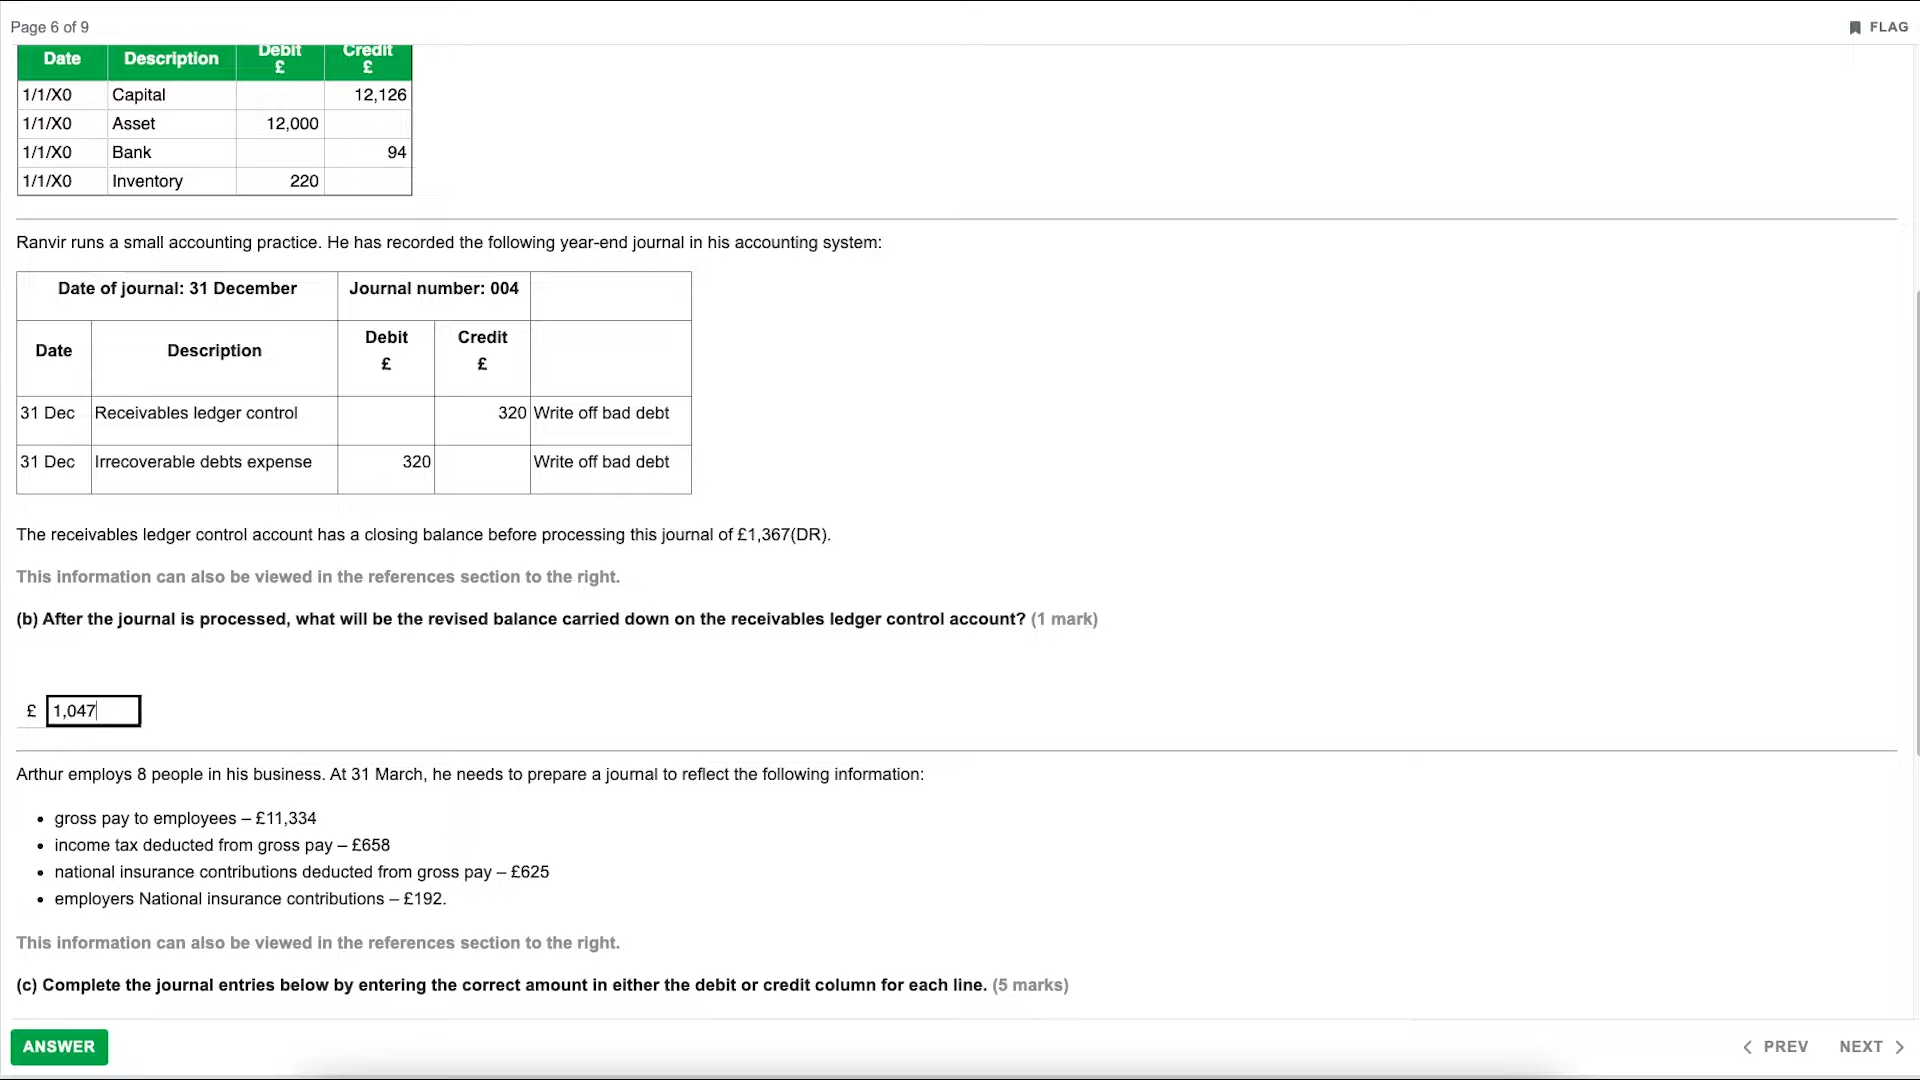 Page 6 of 9
FLAG
Date Description Debit £ Credit £
1/1/X0 Capital 12,126
1/1/X0 Asset 12,000
1/1/X0 Bank 94
1/1/X0 Inventory 220
Ranvir runs a small accounting practice. He has recorded the following year-end journal in his accounting system:
Date of journal: 31 December Journal number: 004
Date Description Debit £ Credit £
31 Dec Receivables ledger control 320 Write off bad debt
31 Dec Irrecoverable debts expense 320 Write off bad debt
The receivables ledger control account has a closing balance before processing this journal of £1,367(DR).
This information can also be viewed in the references section to the right.
(b) After the journal is processed, what will be the revised balance carried down on the receivables ledger control account? (1 mark)
£ 1,047
Arthur employs 8 people in his business. At 31 March, he needs to prepare a journal to reflect the following information:
• gross pay to employees – £11,334
• income tax deducted from gross pay – £658
• national insurance contributions deducted from gross pay – £625
• employers National insurance contributions – £192.
This information can also be viewed in the references section to the right.
(c) Complete the journal entries below by entering the correct amount in either the debit or credit column for each line. (5 marks)
ANSWER
PREV
NEXT